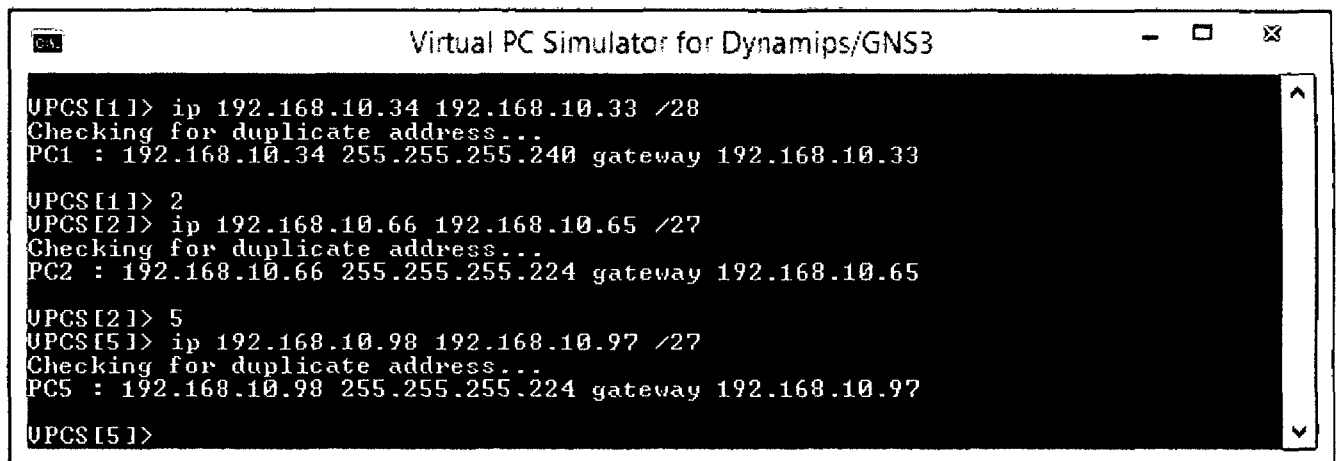 Virtual PC Simulator for Dynamips/GNS3
VPCS[1]> ip 192.168.10.34 192.168.10.33 /28
Checking for duplicate address...
PC1 : 192.168.10.34 255.255.255.240 gateway 192.168.10.33
VPCS[1]> 2
VPCS[2]> ip 192.168.10.66 192.168.10.65 /27
Checking for duplicate address...
PC2 : 192.168.10.66 255.255.255.224 gateway 192.168.10.65
VPCS[2]> 5
VPCS[5]> ip 192.168.10.98 192.168.10.97 /27
Checking for duplicate address...
PC5 : 192.168.10.98 255.255.255.224 gateway 192.168.10.97
VPCS[5]>